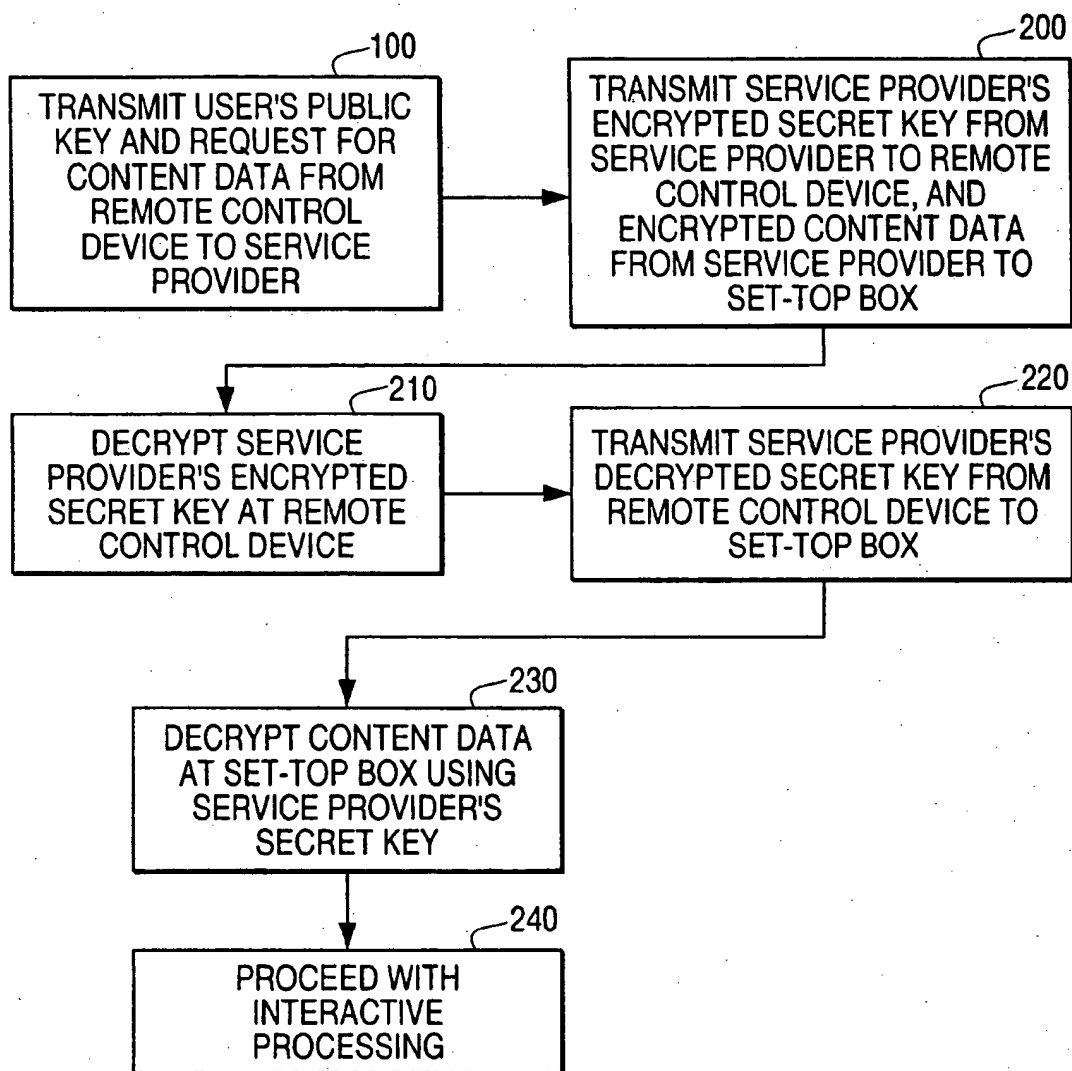 100
TRANSMIT USER'S PUBLIC
KEY AND REQUEST FOR
CONTENT DATA FROM
REMOTE CONTROL
DEVICE TO SERVICE
PROVIDER
200
TRANSMIT SERVICE PROVIDER'S
ENCRYPTED SECRET KEY FROM
SERVICE PROVIDER TO REMOTE
CONTROL DEVICE, AND
ENCRYPTED CONTENT DATA
FROM SERVICE PROVIDER TO
SET-TOP BOX
210
DECRYPT SERVICE
PROVIDER'S ENCRYPTED
SECRET KEY AT REMOTE
CONTROL DEVICE
220
TRANSMIT SERVICE PROVIDER'S
DECRYPTED SECRET KEY FROM
REMOTE CONTROL DEVICE TO
SET-TOP BOX
230
DECRYPT CONTENT DATA
AT SET-TOP BOX USING
SERVICE PROVIDER'S
SECRET KEY
240
PROCEED WITH
INTERACTIVE
PROCESSING